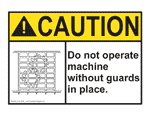 CAUTION
Do not operate
machine
without guards
in place.